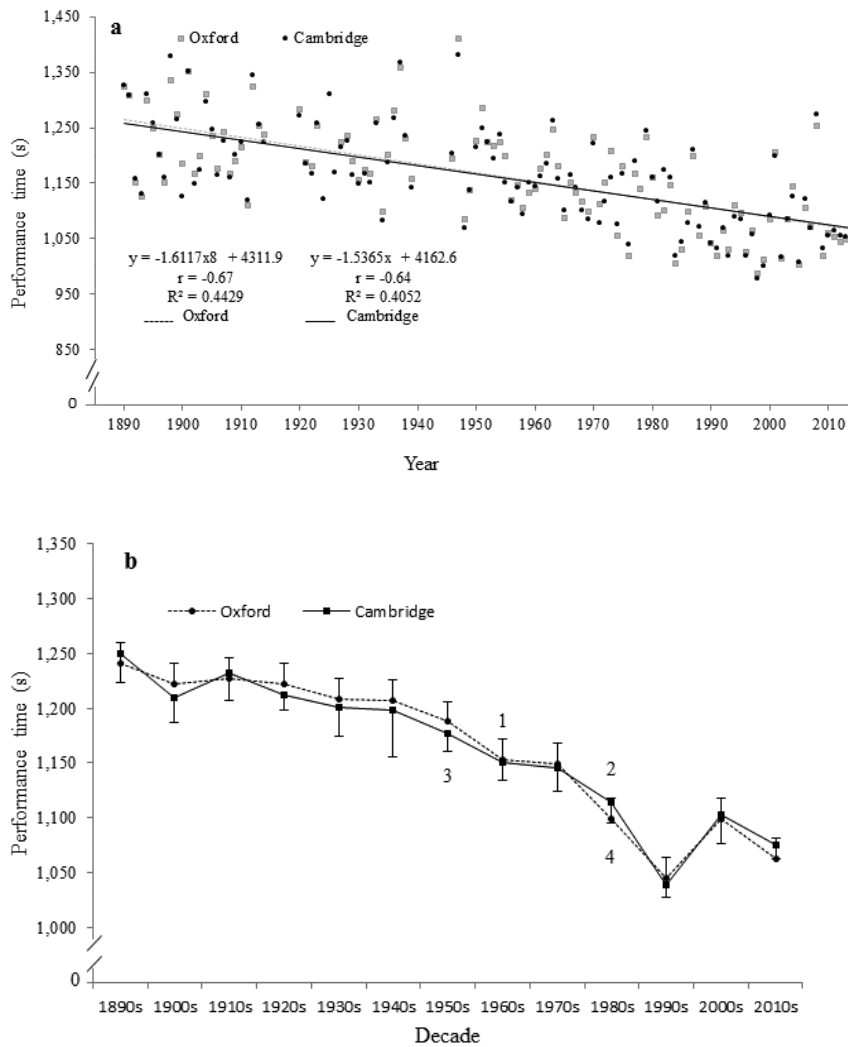 1,450
a
Oxford Cambridge
1,350
1,250
1,150
1,050
950
850
0
Performance time (s)
y = -1.6117x8 + 4311.9 y = -1.5365x + 4162.6
r = -0.67 r = -0.64
R² = 0.4429 R² = 0.4052
Oxford Cambridge
1890 1900 1910 1920 1930 1940 1950 1960 1970 1980 1990 2000 2010
Year
1,350
b
1,300
Oxford Cambridge
1,250
1,200
1,150
1,100
1,050
1,000
0
Performance time (s)
1
3
2
4
1890s 1900s 1910s 1920s 1930s 1940s 1950s 1960s 1970s 1980s 1990s 2000s 2010s
Decade